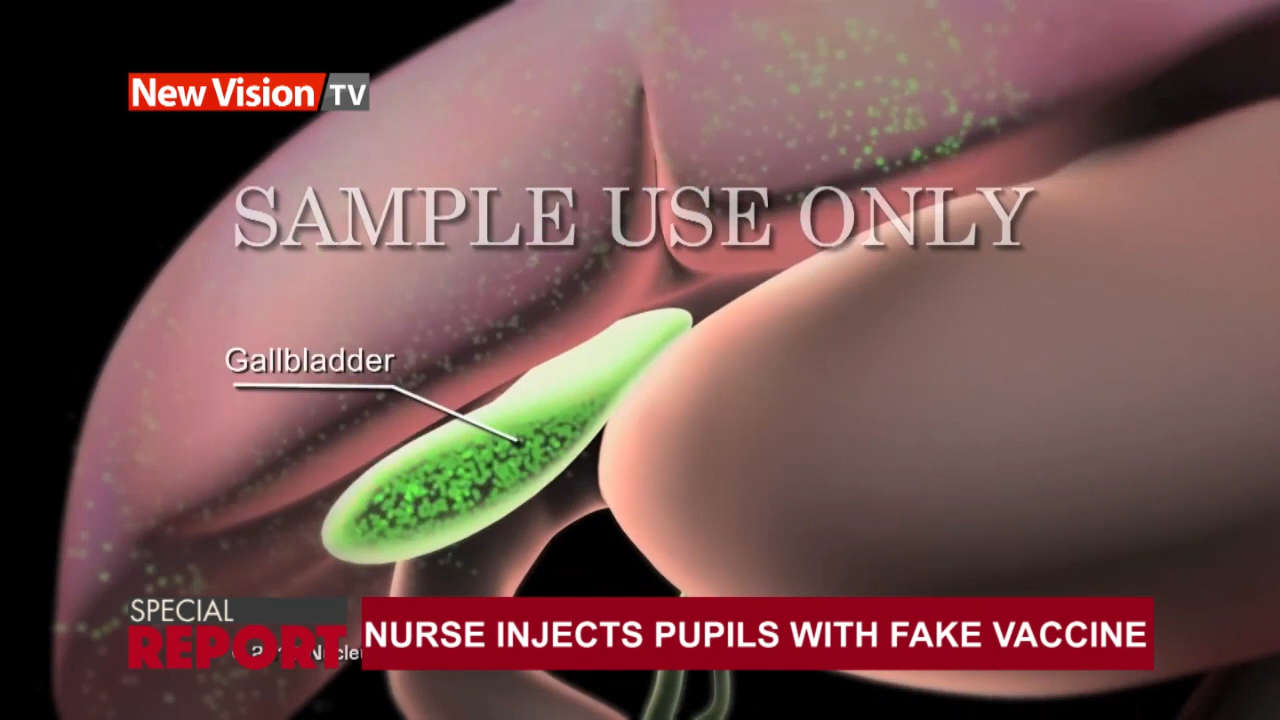 New Vision TV
SAMPLE USE ONLY
Gallbladder
SPECIAL
REPORT
NURSE INJECTS PUPILS WITH FAKE VACCINE